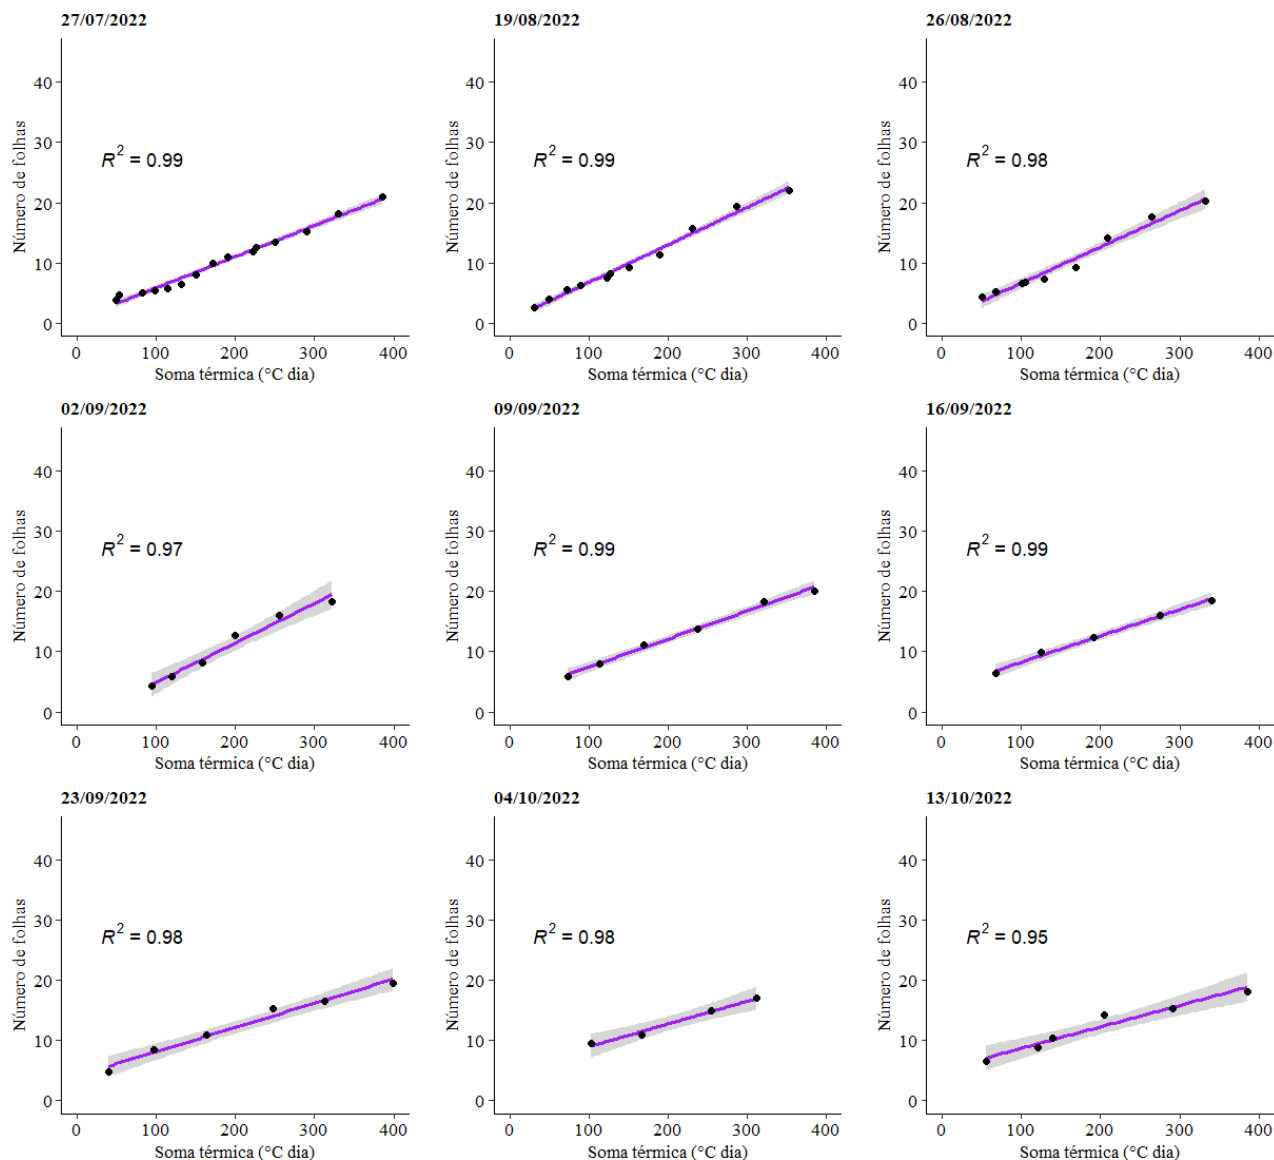 27/07/2022
Número de folhas
40
30
20
10
0
R² = 0.99
0 100 200 300 400
Soma térmica (°C dia)
19/08/2022
Número de folhas
40
30
20
10
0
R² = 0.99
0 100 200 300 400
Soma térmica (°C dia)
26/08/2022
Número de folhas
40
30
20
10
0
R² = 0.98
0 100 200 300 400
Soma térmica (°C dia)
02/09/2022
Número de folhas
40
30
20
10
0
R² = 0.97
0 100 200 300 400
Soma térmica (°C dia)
09/09/2022
Número de folhas
40
30
20
10
0
R² = 0.99
0 100 200 300 400
Soma térmica (°C dia)
16/09/2022
Número de folhas
40
30
20
10
0
R² = 0.99
0 100 200 300 400
Soma térmica (°C dia)
23/09/2022
Número de folhas
40
30
20
10
0
R² = 0.98
0 100 200 300 400
Soma térmica (°C dia)
04/10/2022
Número de folhas
40
30
20
10
0
R² = 0.98
0 100 200 300 400
Soma térmica (°C dia)
13/10/2022
Número de folhas
40
30
20
10
0
R² = 0.95
0 100 200 300 400
Soma térmica (°C dia)